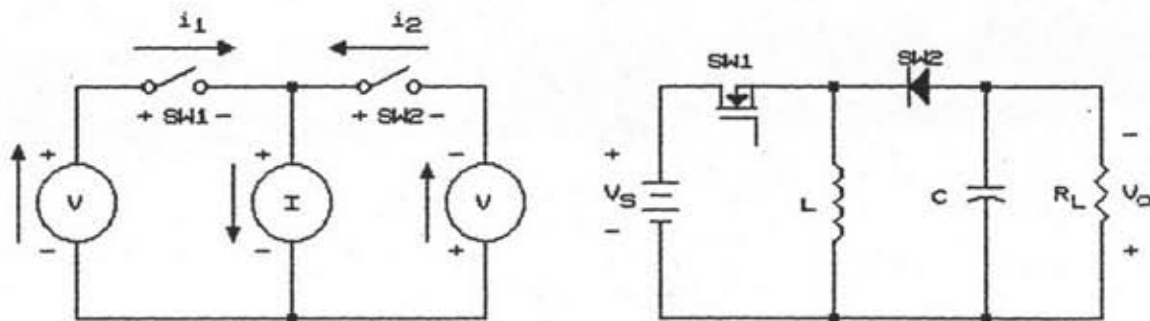 i1
i2
+ SW1 -
+ SW2 -
+
V
-
+
I
-
-
V
+
SW1
SW2
+
VS
-
L
C
RL
-
Vo
+